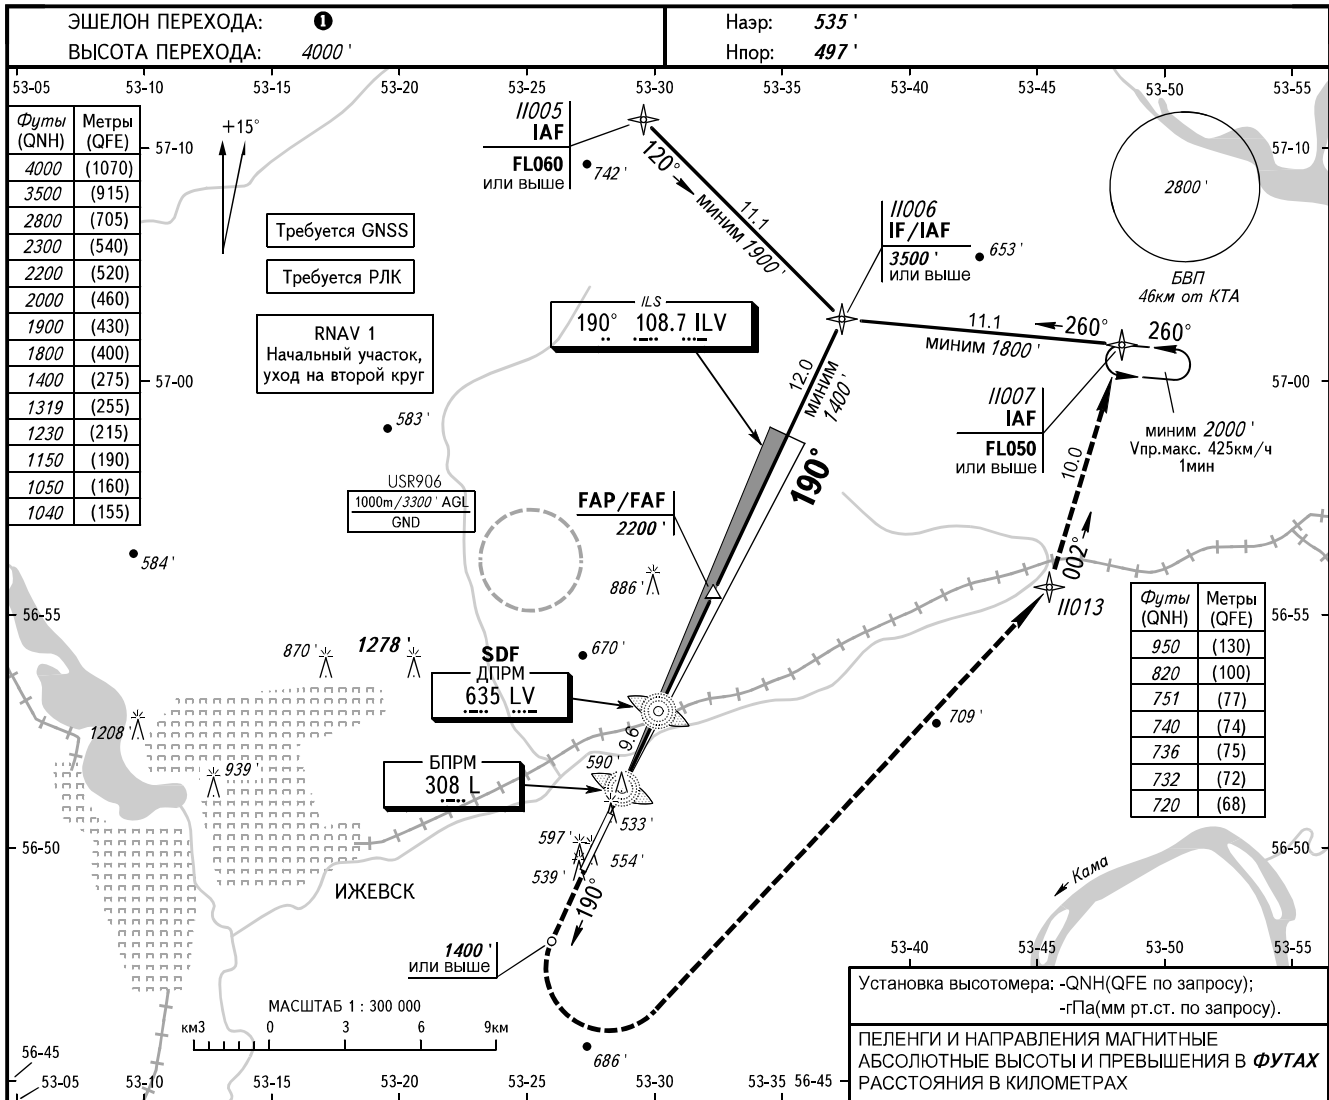 ЭШЕЛОН ПЕРЕХОДА: 1
ВЫСОТА ПЕРЕХОДА: 4000'
Наэр: 535'
Нпор: 497'
53-05 53-10 53-15 53-20 53-25 53-30 53-35 53-40 53-45 53-50 53-55
Футы (QNH) Метры (QFE)
4000 (1070)
3500 (915)
2800 (705)
2300 (540)
2200 (520)
2000 (460)
1900 (430)
1800 (400)
1400 (275)
1319 (255)
1230 (215)
1150 (190)
1050 (160)
1040 (155)
+15°
57-10
57-10
II005
IAF
FL060
или выше
742'
120°
11.1
миним 1900'
2800'
БВП
46км от КТА
Требуется GNSS
Требуется РЛК
RNAV 1
Начальный участок,
уход на второй круг
II006
IF/IAF
3500'
или выше
653'
ILS
190° 108.7 ILV
11.1
миним 1800'
260°
260°
12.0
миним
1400'
57-00
57-00
II007
IAF
FL050
или выше
миним 2000'
Vпр.макс. 425км/ч
1мин
583'
190°
10.0
USR906
1000m/3300' AGL
GND
FAP/FAF
2200'
584'
886'
002°
II013
56-55
56-55
Футы (QNH) Метры (QFE)
950 (130)
820 (100)
751 (77)
740 (74)
736 (75)
732 (72)
720 (68)
870'
1278'
670'
SDF
ДПРМ
635 LV
709'
1208'
939'
9.6
590'
БПРМ
308 L
533'
597'
554'
539'
56-50
56-50
ИЖЕВСК
190°
Кама
1400'
или выше
53-40 53-45 53-50 53-55
МАСШТАБ 1 : 300 000
км3 0 3 6 9км
686'
56-45
53-05 53-10 53-15 53-20 53-25 53-30 53-35 56-45
Установка высотомера: -QNH(QFE по запросу);
-гПа(мм рт.ст. по запросу).
ПЕЛЕНГИ И НАПРАВЛЕНИЯ МАГНИТНЫЕ
АБСОЛЮТНЫЕ ВЫСОТЫ И ПРЕВЫШЕНИЯ В ФУТАХ
РАССТОЯНИЯ В КИЛОМЕТРАХ